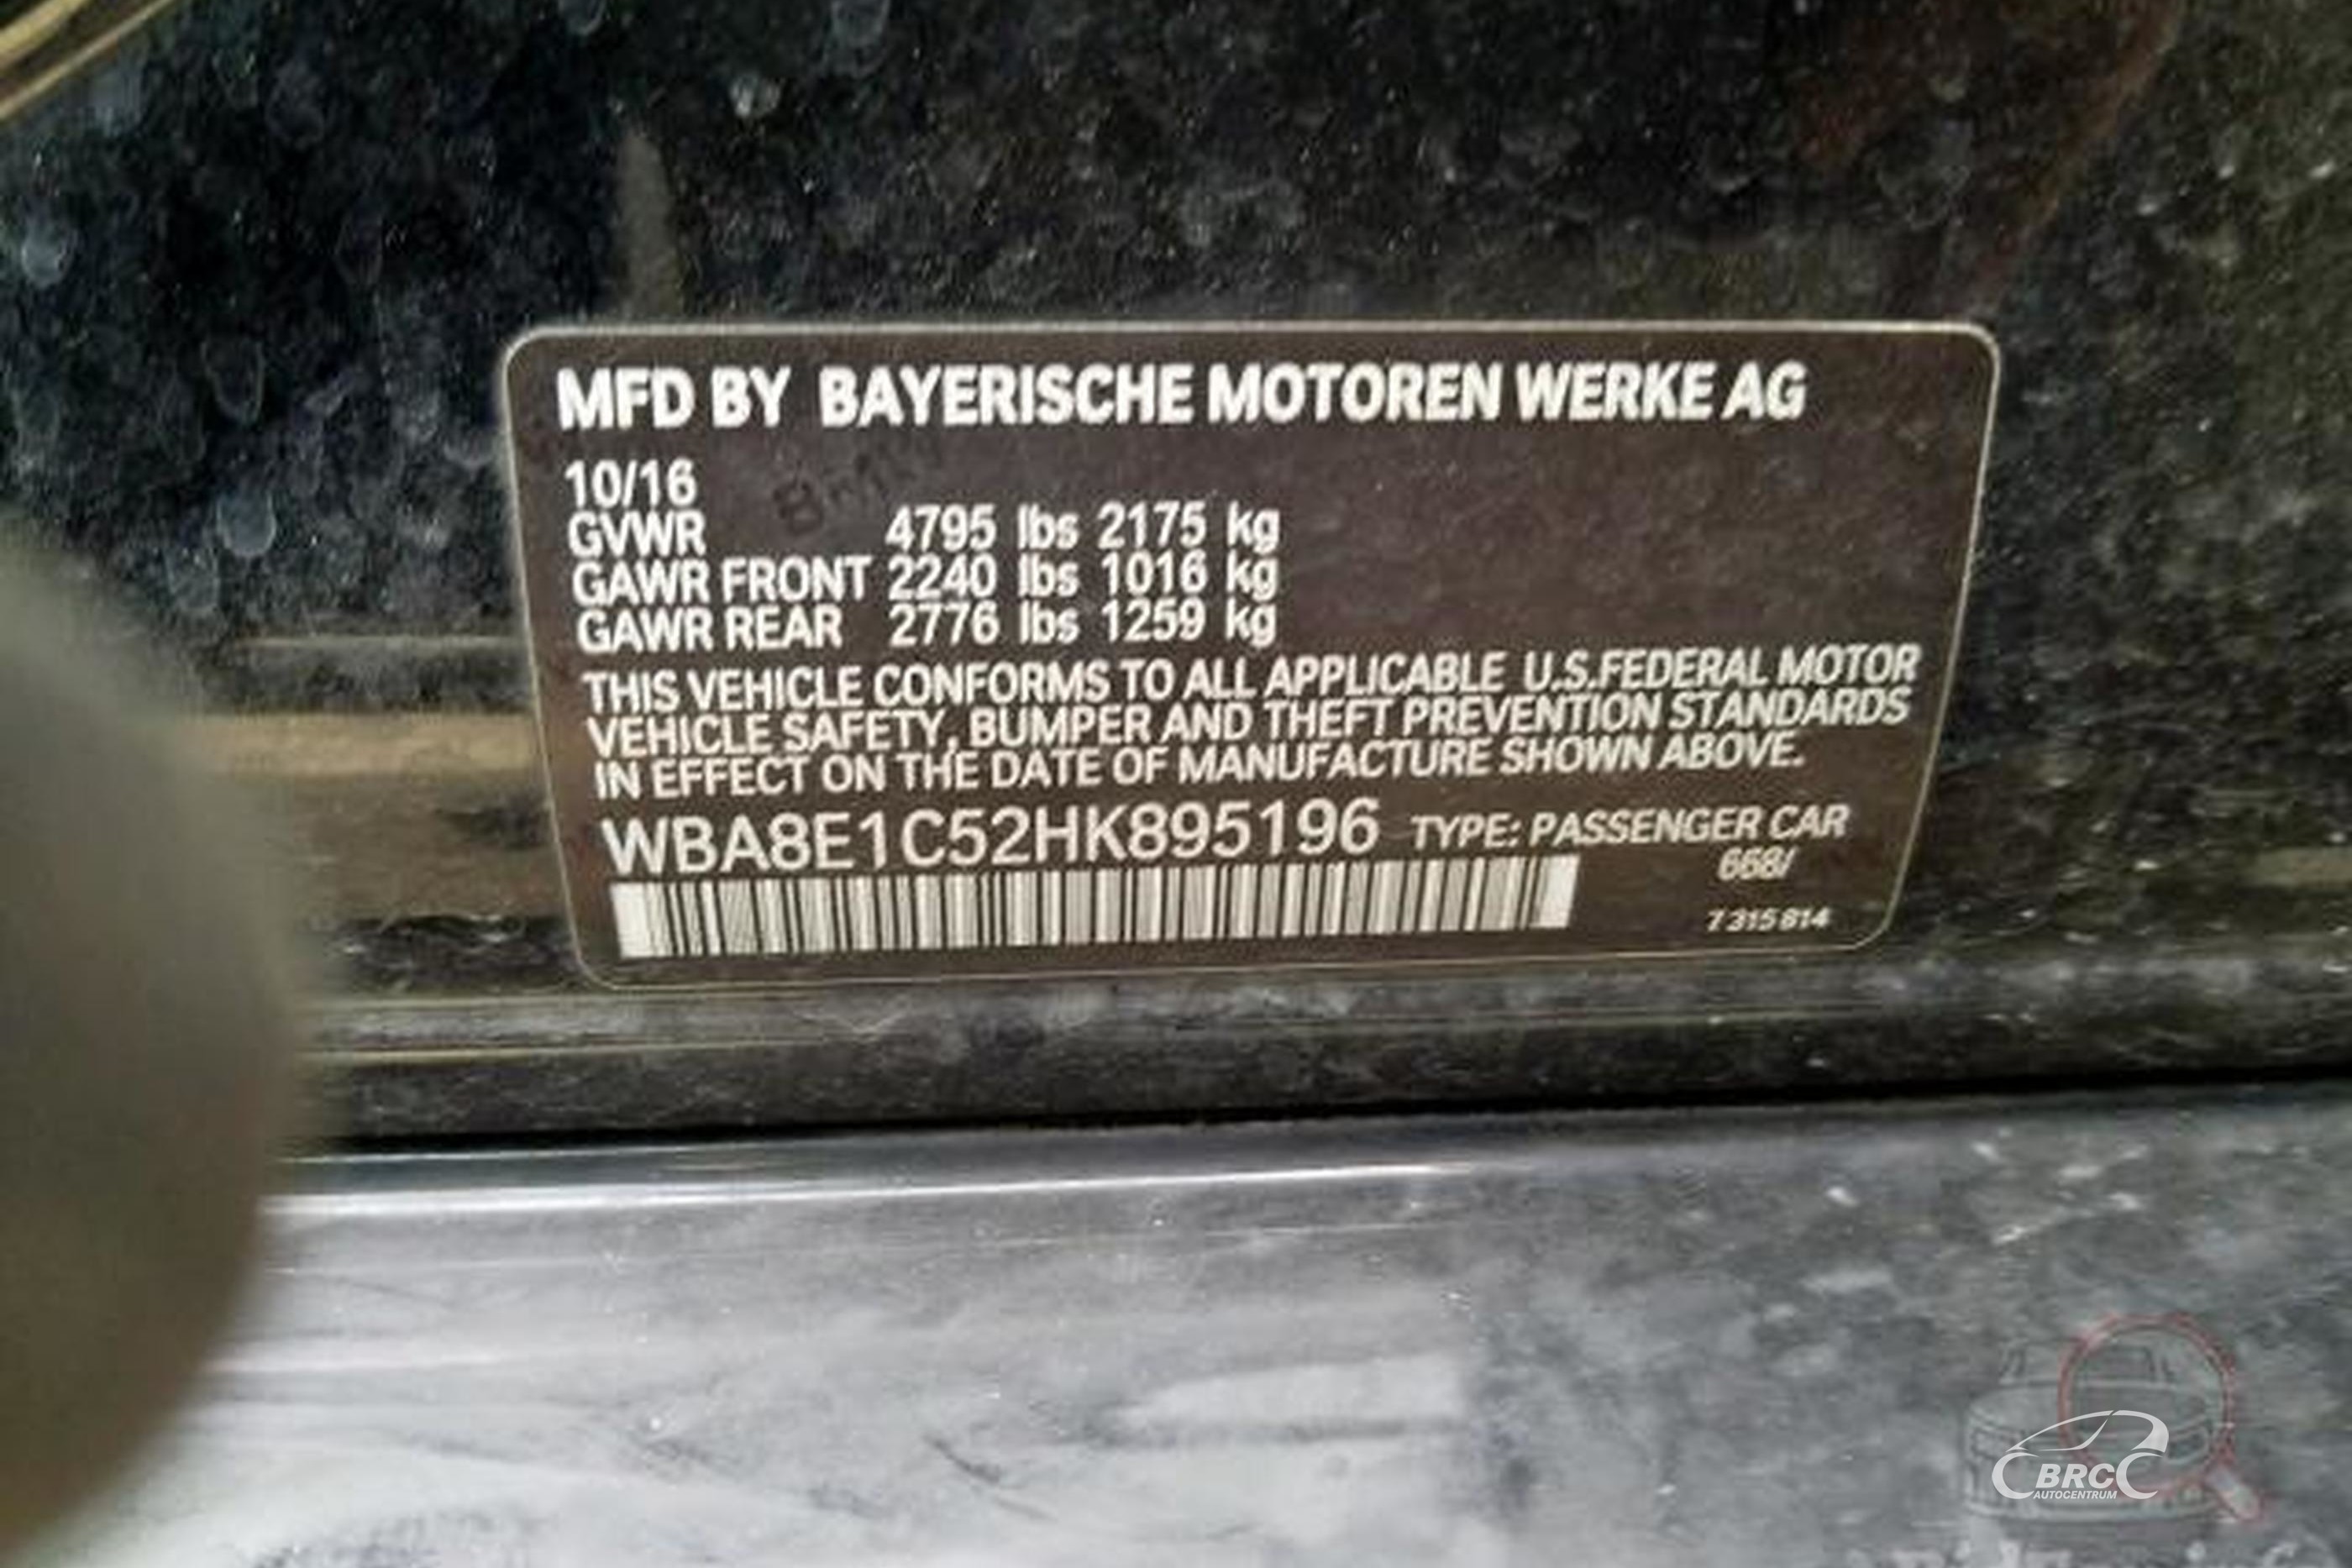 MFD BY BAYERISCHE MOTOREN WERKE AG
10/16
GVWR 4795 lbs 2175 kg
GAWR FRONT 2240 lbs 1016 kg
GAWR REAR 2776 lbs 1259 kg
THIS VEHICLE CONFORMS TO ALL APPLICABLE U.S.FEDERAL MOTOR
VEHICLE SAFETY, BUMPER AND THEFT PREVENTION STANDARDS
IN EFFECT ON THE DATE OF MANUFACTURE SHOWN ABOVE.
WBA8E1C52HK895196 TYPE: PASSENGER CAR
668/
7 315 814
BRC
AUTOCENTRUM